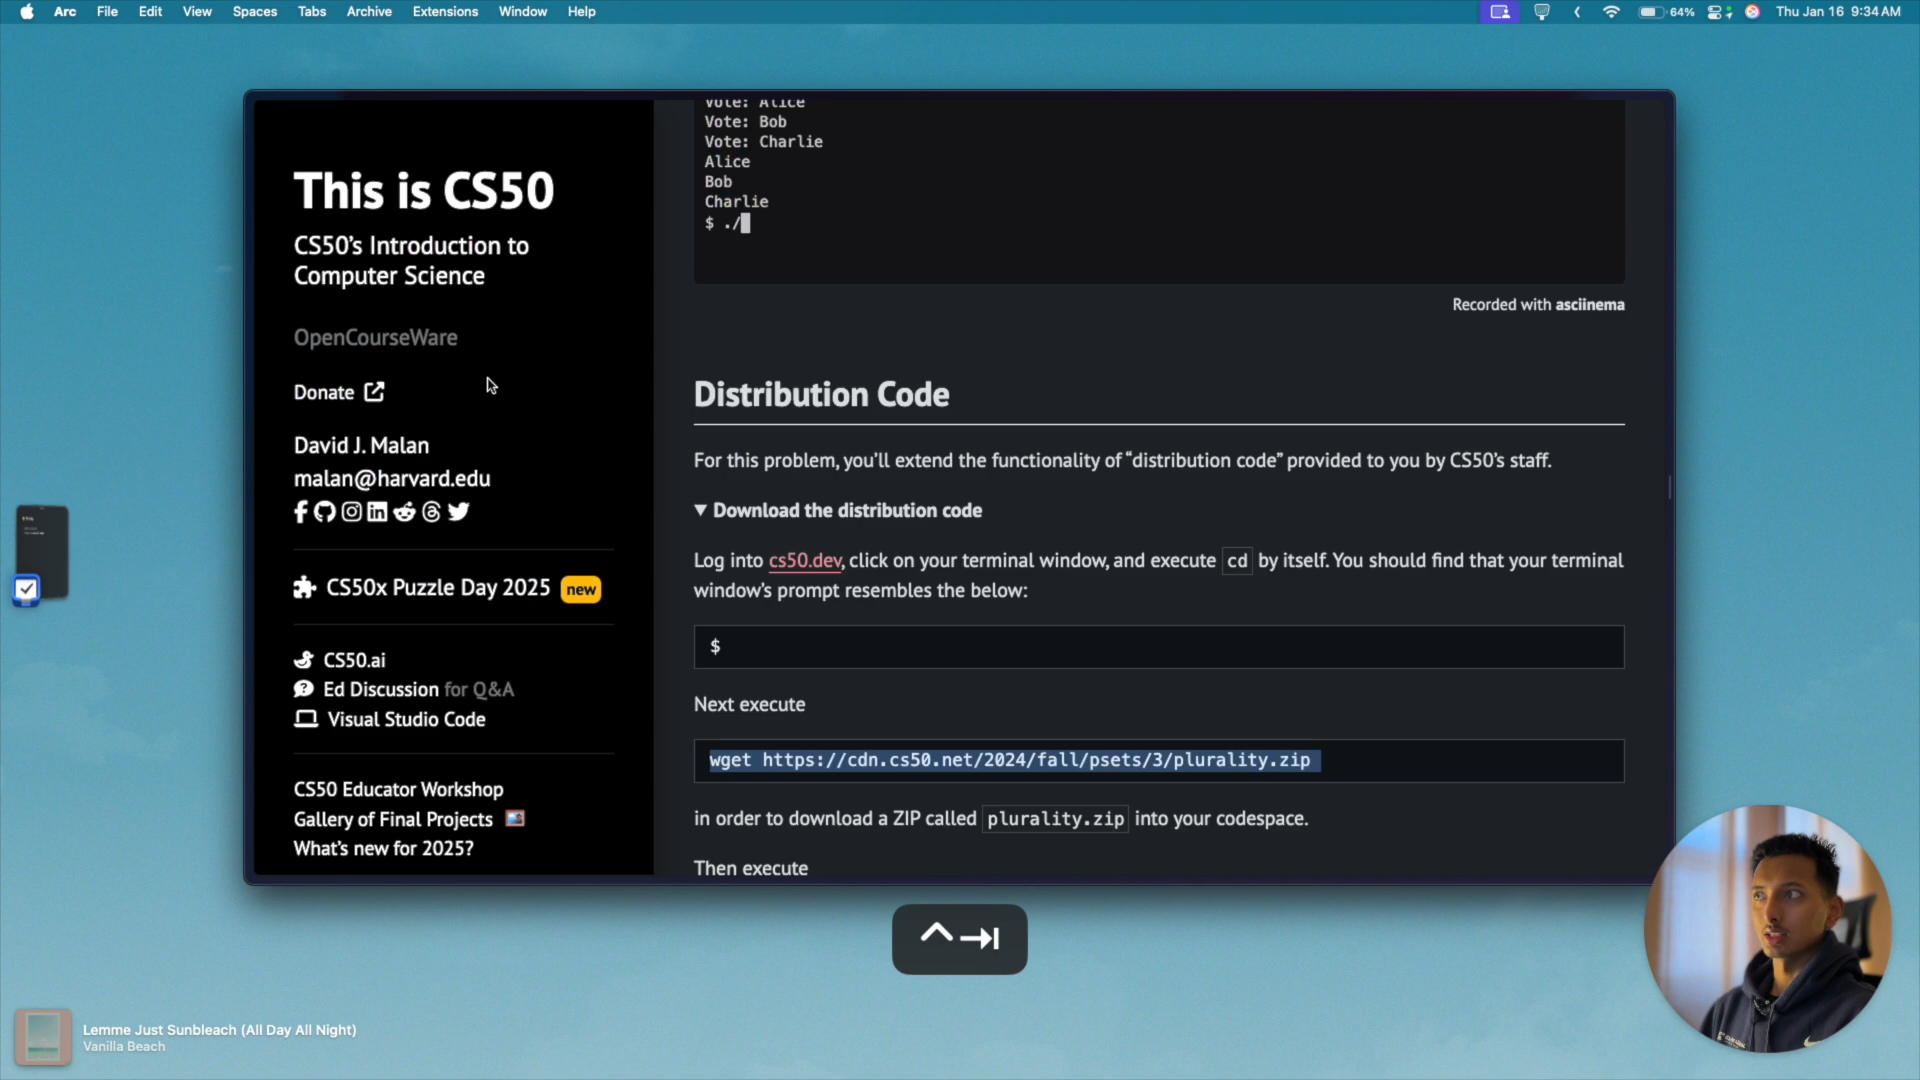 Arc File Edit View Spaces Tabs Archive Extensions Window Help
64% Thu Jan 16 9:34 AM
This is CS50
CS50’s Introduction to
Computer Science
OpenCourseWare
Donate
David J. Malan
malan@harvard.edu
CS50x Puzzle Day 2025 new
CS50.ai
Ed Discussion for Q&A
Visual Studio Code
CS50 Educator Workshop
Gallery of Final Projects
What’s new for 2025?
Vote: Alice
Vote: Bob
Vote: Charlie
Alice
Bob
Charlie
$ ./
Recorded with asciinema
Distribution Code
For this problem, you’ll extend the functionality of “distribution code” provided to you by CS50’s staff.
Download the distribution code
Log into cs50.dev, click on your terminal window, and execute cd by itself. You should find that your terminal
window’s prompt resembles the below:
$
Next execute
wget https://cdn.cs50.net/2024/fall/psets/3/plurality.zip
in order to download a ZIP called plurality.zip into your codespace.
Then execute
Lemme Just Sunbleach (All Day All Night)
Vanilla Beach